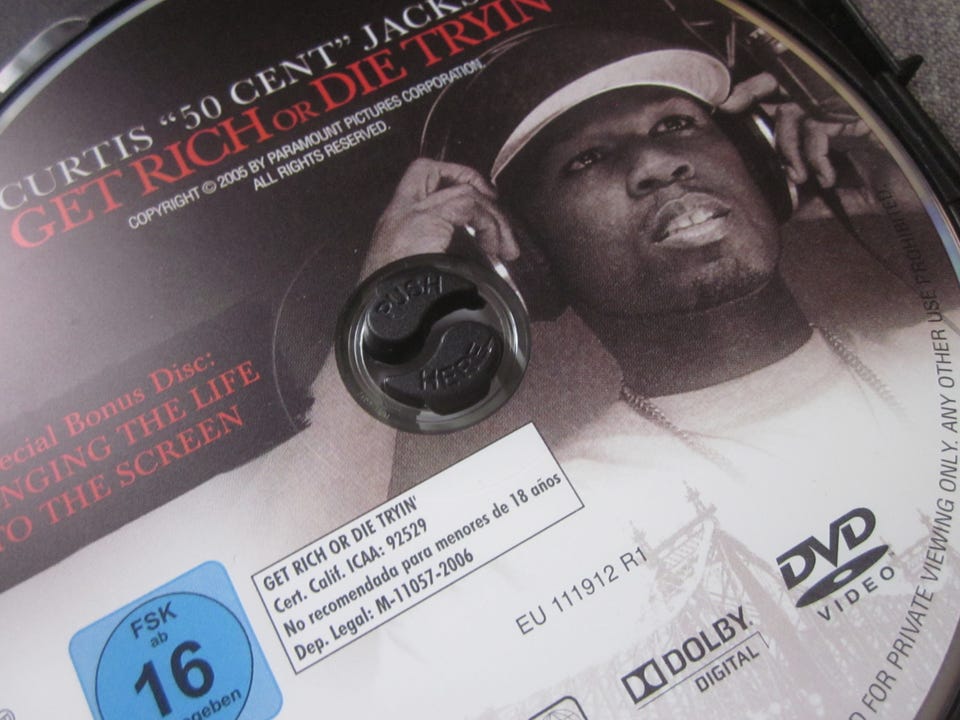 CURTIS "50 CENT" JACKS
GET RICH OR DIE TRYIN
COPYRIGHT © 2005 BY PARAMOUNT PICTURES CORPORATION.
ALL RIGHTS RESERVED.
PUSH
HERE
ecial Bonus Disc:
NGING THE LIFE
TO THE SCREEN
GET RICH OR DIE TRYIN'
Cert. Calif. ICAA: 92529
No recomendada para menores de 18 años
Dep. Legal: M-11057-2006
FSK
ab
16
geben
EU 111912 R1
DOLBY.
DIGITAL
DVD
VIDEO
FOR PRIVATE VIEWING ONLY. ANY OTHER USE PROHIBITED.